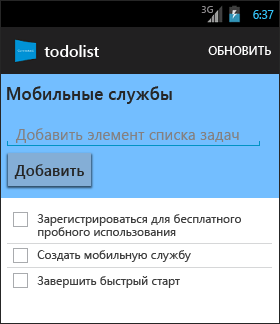 3G 6:37
todolist ОБНОВИТЬ
Мобильные службы
Добавить элемент списка задач
Добавить
Зарегистрироваться для бесплатного
пробного использования
Создать мобильную службу
Завершить быстрый старт